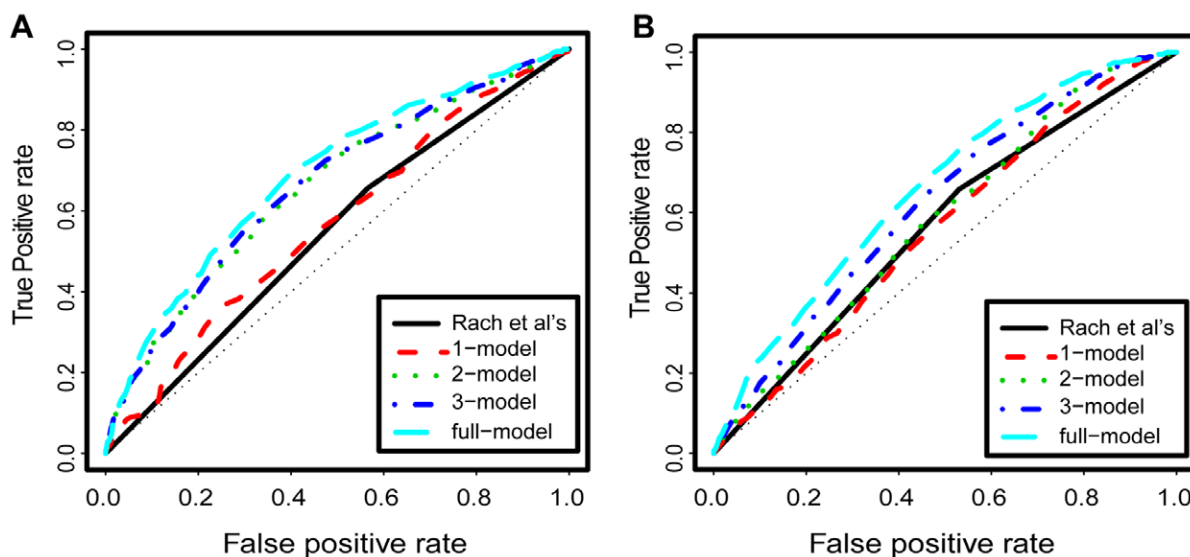 A
True Positive rate
1.0
0.8
0.6
0.4
0.2
0.0
Rach et al's
1-model
2-model
3-model
full-model
0.0 0.2 0.4 0.6 0.8 1.0
False positive rate
B
True Positive rate
1.0
0.8
0.6
0.4
0.2
0.0
Rach et al's
1-model
2-model
3-model
full-model
0.0 0.2 0.4 0.6 0.8 1.0
False positive rate